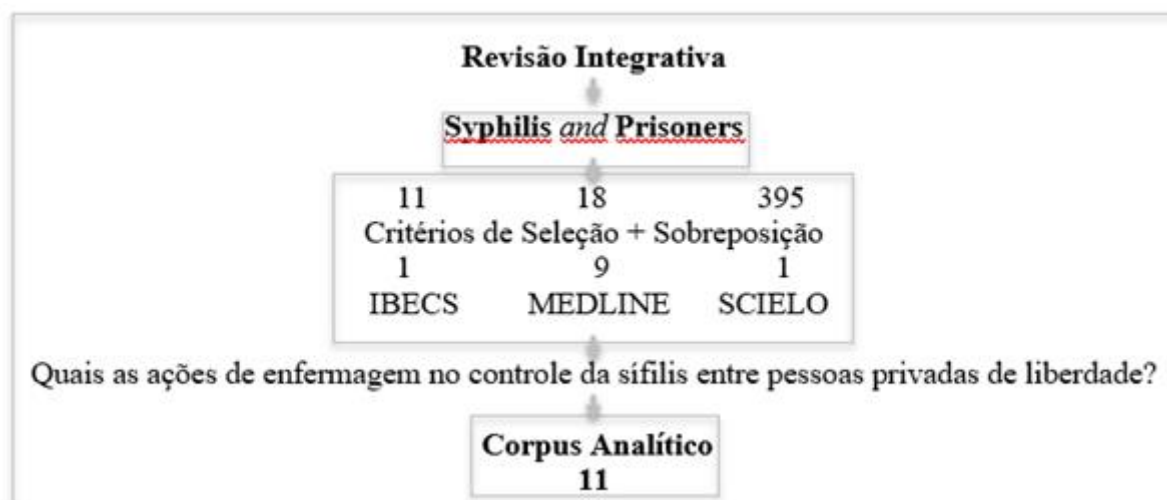 Revisão Integrativa
Syphilis and Prisoners
11 18 395
Critérios de Seleção + Sobreposição
1 9 1
IBECS MEDLINE SCIELO
Quais as ações de enfermagem no controle da sífilis entre pessoas privadas de liberdade?
Corpus Analítico
11